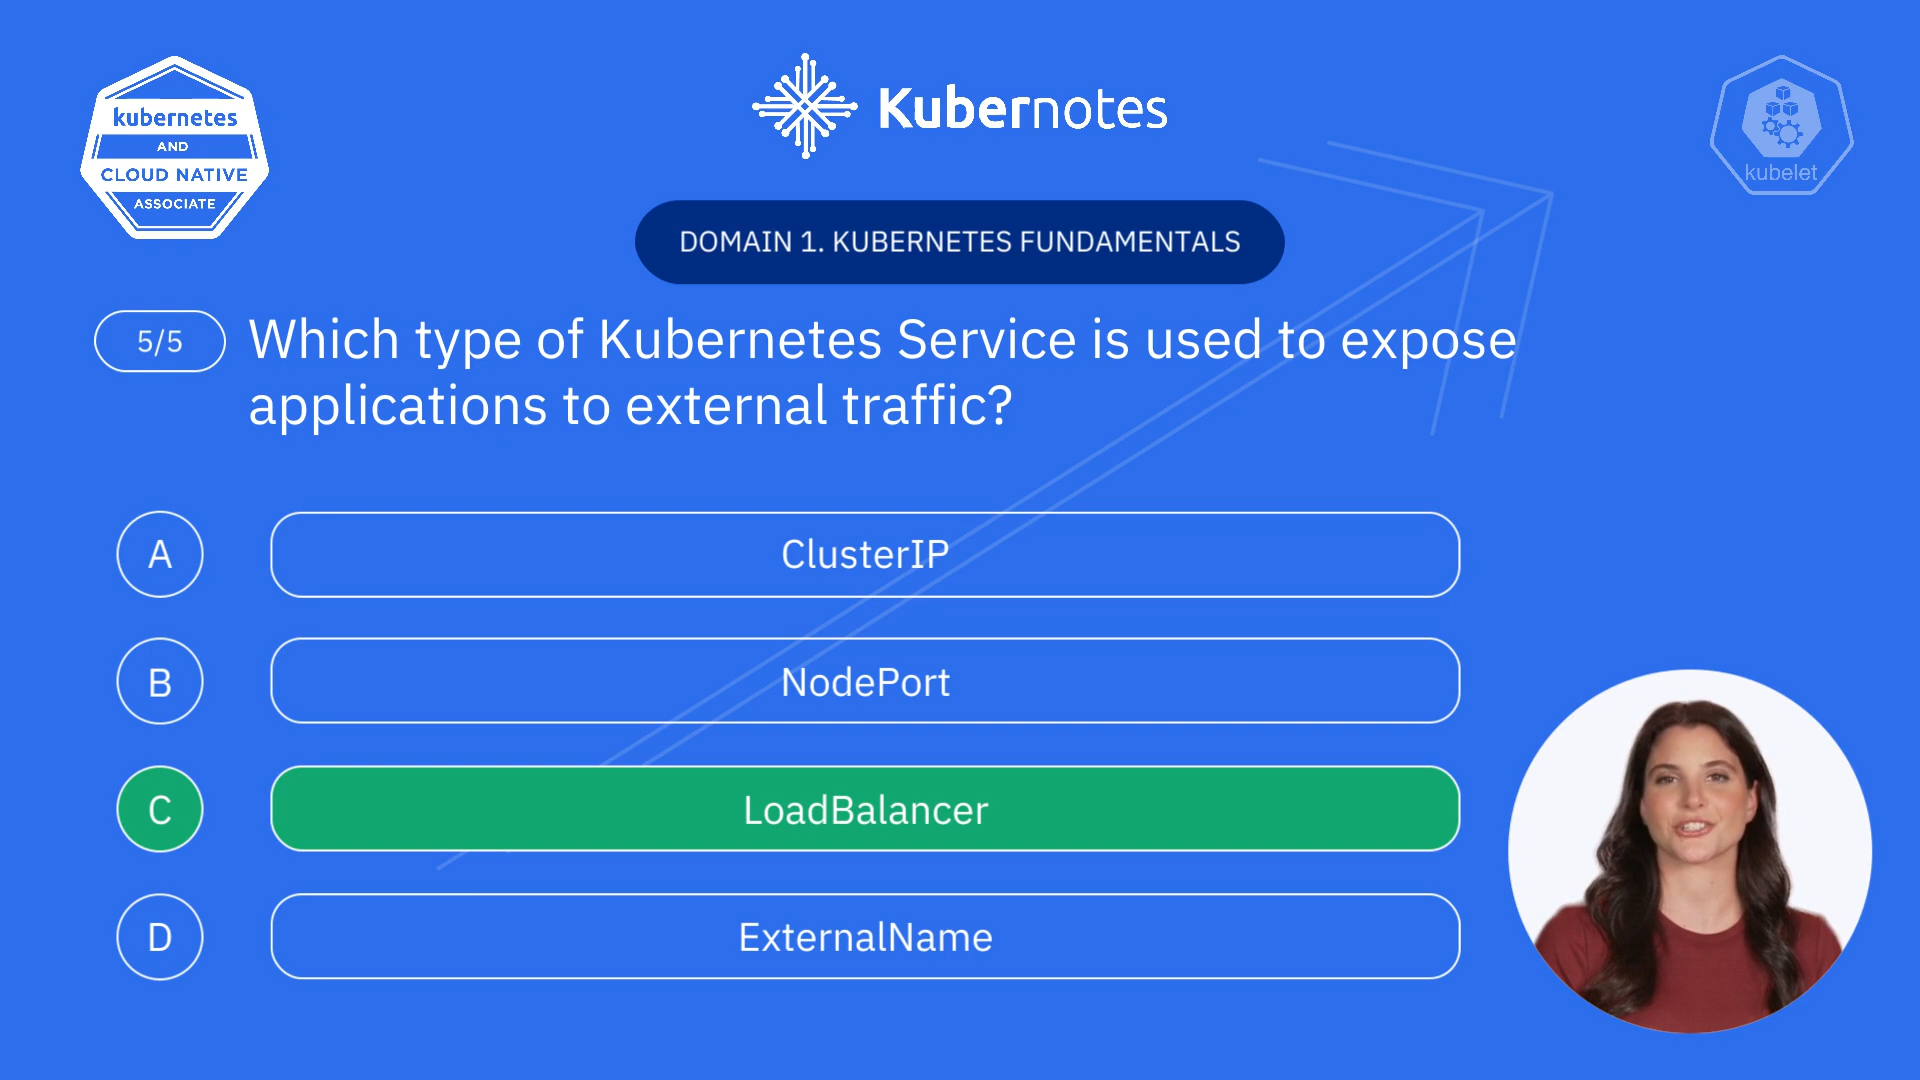 kubernetes
AND
CLOUD NATIVE
ASSOCIATE
Kubernotes
kubelet
DOMAIN 1. KUBERNETES FUNDAMENTALS
5/5
Which type of Kubernetes Service is used to expose
applications to external traffic?
A
ClusterIP
B
NodePort
C
LoadBalancer
D
ExternalName